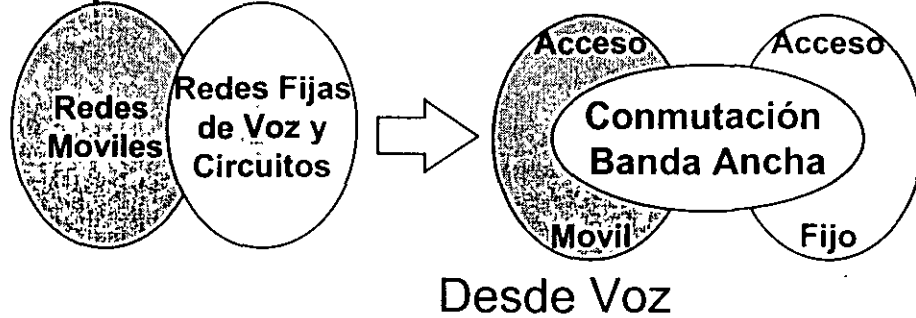 Redes
Moviles
Redes Fijas
de Voz y
Circuitos
Acceso
Movil
Conmutación
Banda Ancha
Acceso
Fijo
Desde Voz